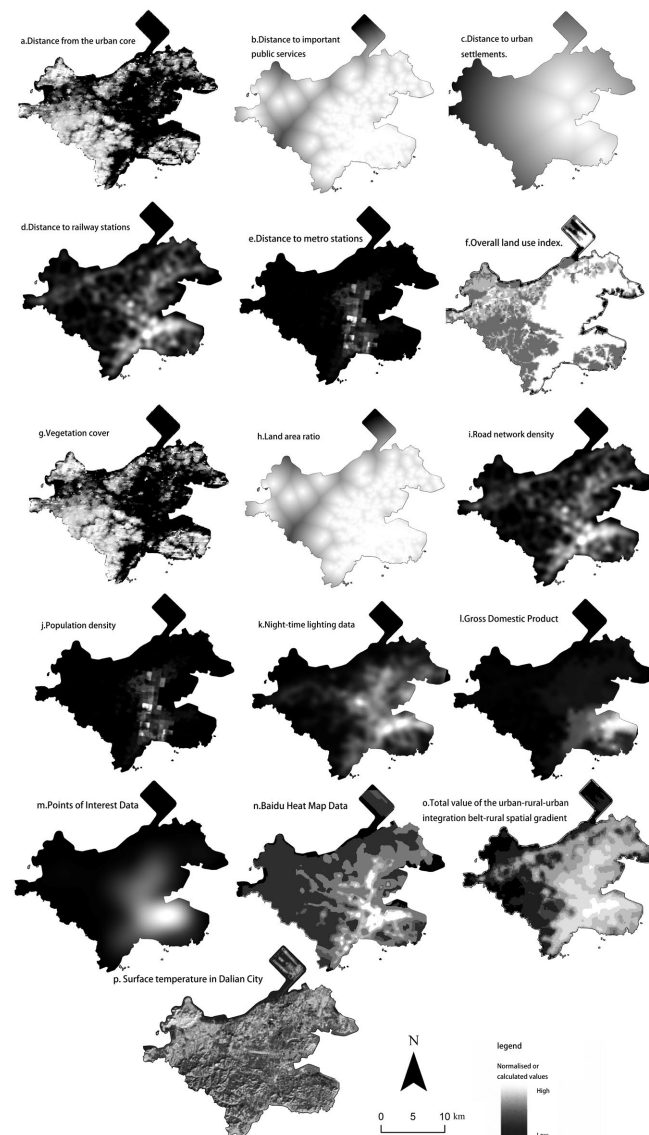 a.Distance from the urban core
b.Distance to important
public services
c.Distance to urban
settlements.
d.Distance to railway stations
e.Distance to metro stations
f.Overall land use index.
g.Vegetation cover
h.Land area ratio
i.Road network density
j.Population density
k.Night-time lighting data
l.Gross Domestic Product
m.Points of Interest Data
n.Baidu Heat Map Data
o.Total value of the urban-rural-urban
integration belt-rural spatial gradient
p. Surface temperature in Dalian City
N
0 5 10 km
legend
Normalised or
calculated values
High
Low